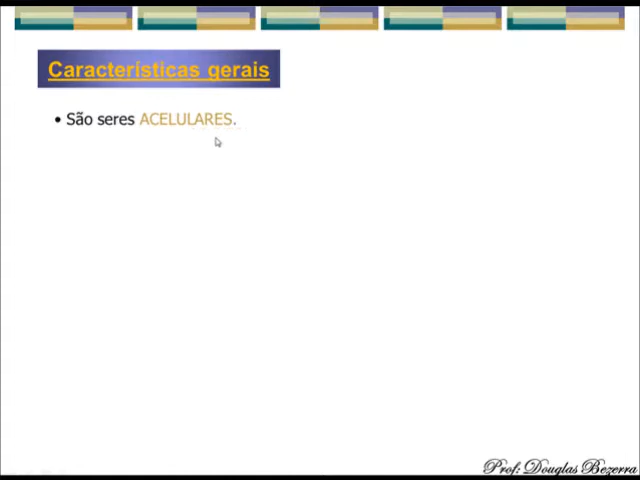 Características gerais
• São seres ACELULARES.
Prof: Douglas Bezerra